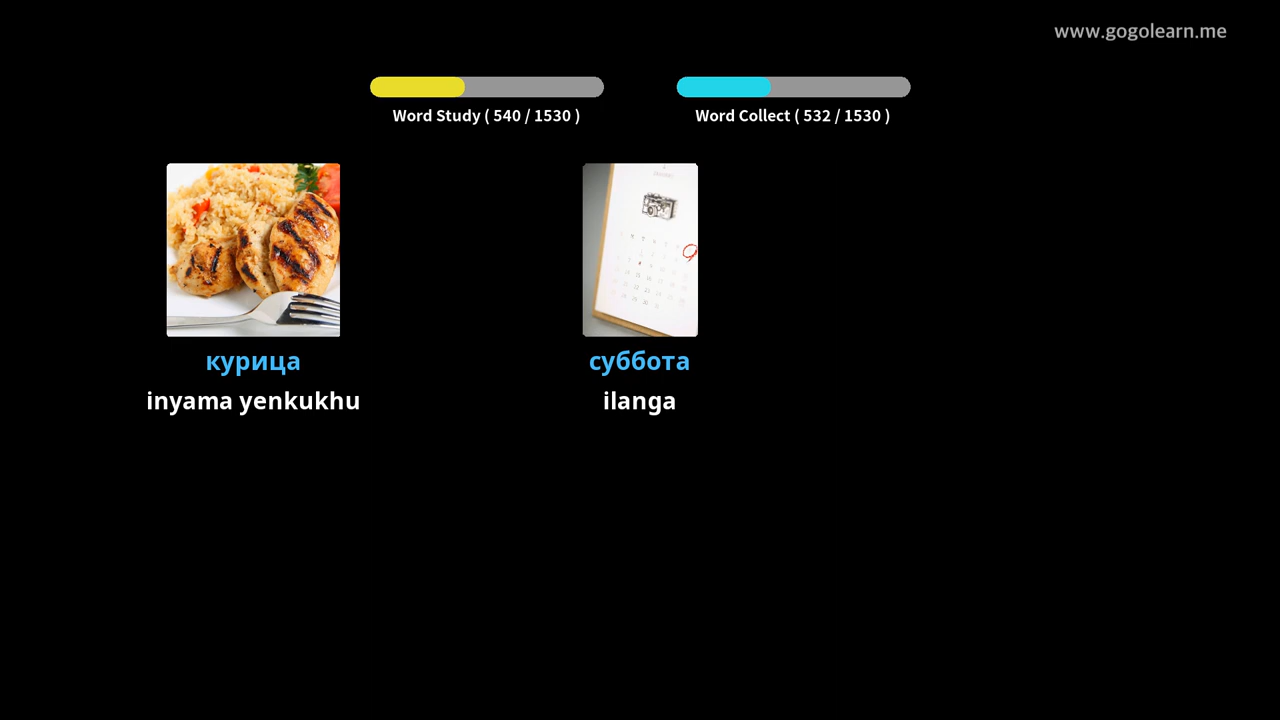 www.gogolearn.me
Word Study ( 540 / 1530 )
Word Collect ( 532 / 1530 )
курица
суббота
inyama yenkukhu
ilanga